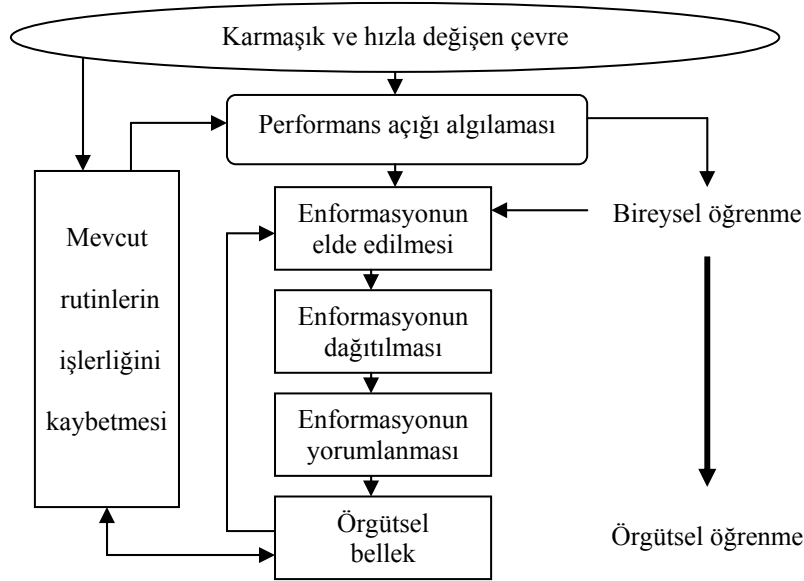 Karmaşık ve hızla değişen çevre
Performans açığı algılaması
Mevcut
rutinlerin
işlerliğini
kaybetmesi
Enformasyonun
elde edilmesi
Bireysel öğrenme
Enformasyonun
dağıtılması
Enformasyonun
yorumlanması
Örgütsel
bellek
Örgütsel öğrenme